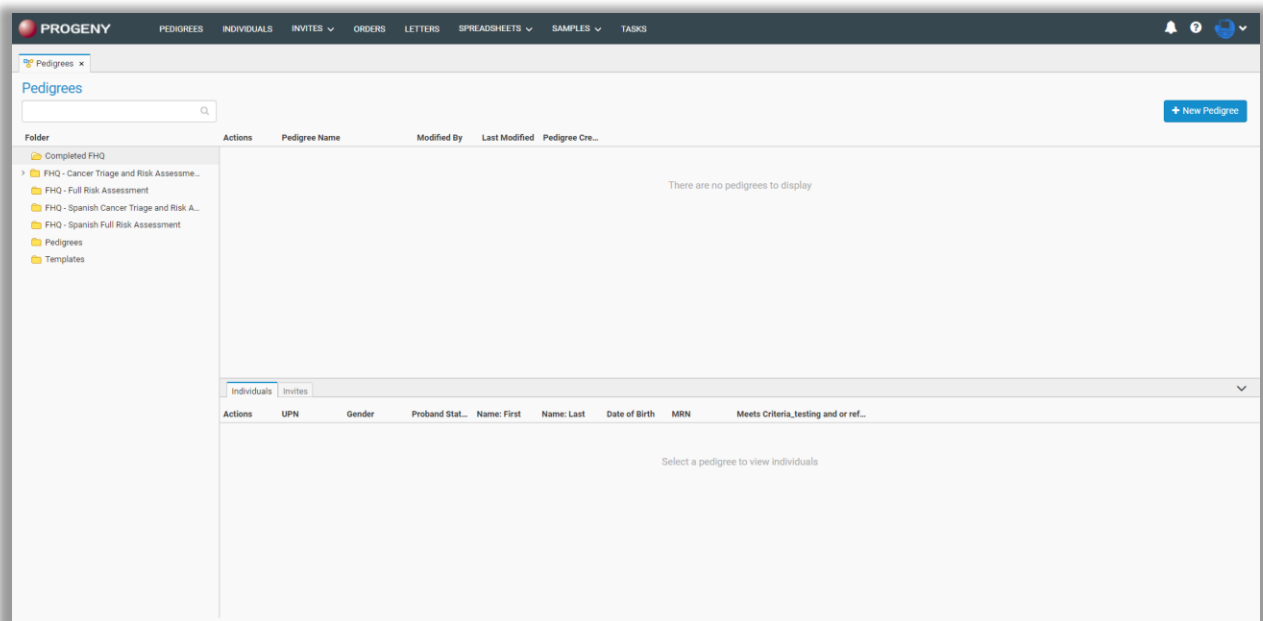 PROGENY PEDIGREES INDIVIDUALS INVITES ORDERS LETTERS SPREADSHEETS SAMPLES TASKS
Pedigrees x
Pedigrees
+ New Pedigree
Folder Actions Pedigree Name Modified By Last Modified Pedigree Cre...
Completed FHQ
FHQ - Cancer Triage and Risk Assessme...
There are no pedigrees to display
FHQ - Full Risk Assessment
FHQ - Spanish Cancer Triage and Risk A...
FHQ - Spanish Full Risk Assessment
Pedigrees
Templates
Individuals Invites
Actions UPN Gender Proband Stat... Name: First Name: Last Date of Birth MRN Meets Criteria_testing and or ref...
Select a pedigree to view individuals